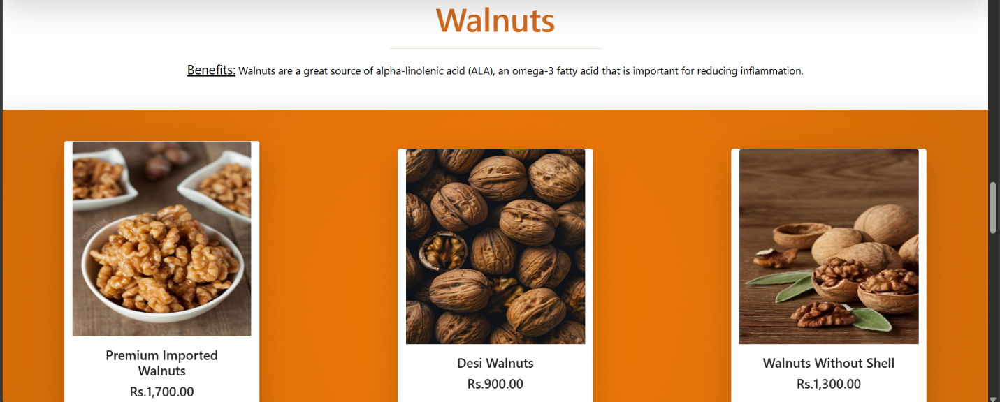 Walnuts
Benefits: Walnuts are a great source of alpha-linolenic acid (ALA), an omega-3 fatty acid that is important for reducing inflammation.
Premium Imported
Walnuts
Rs.1,700.00
Desi Walnuts
Rs.900.00
Walnuts Without Shell
Rs.1,300.00